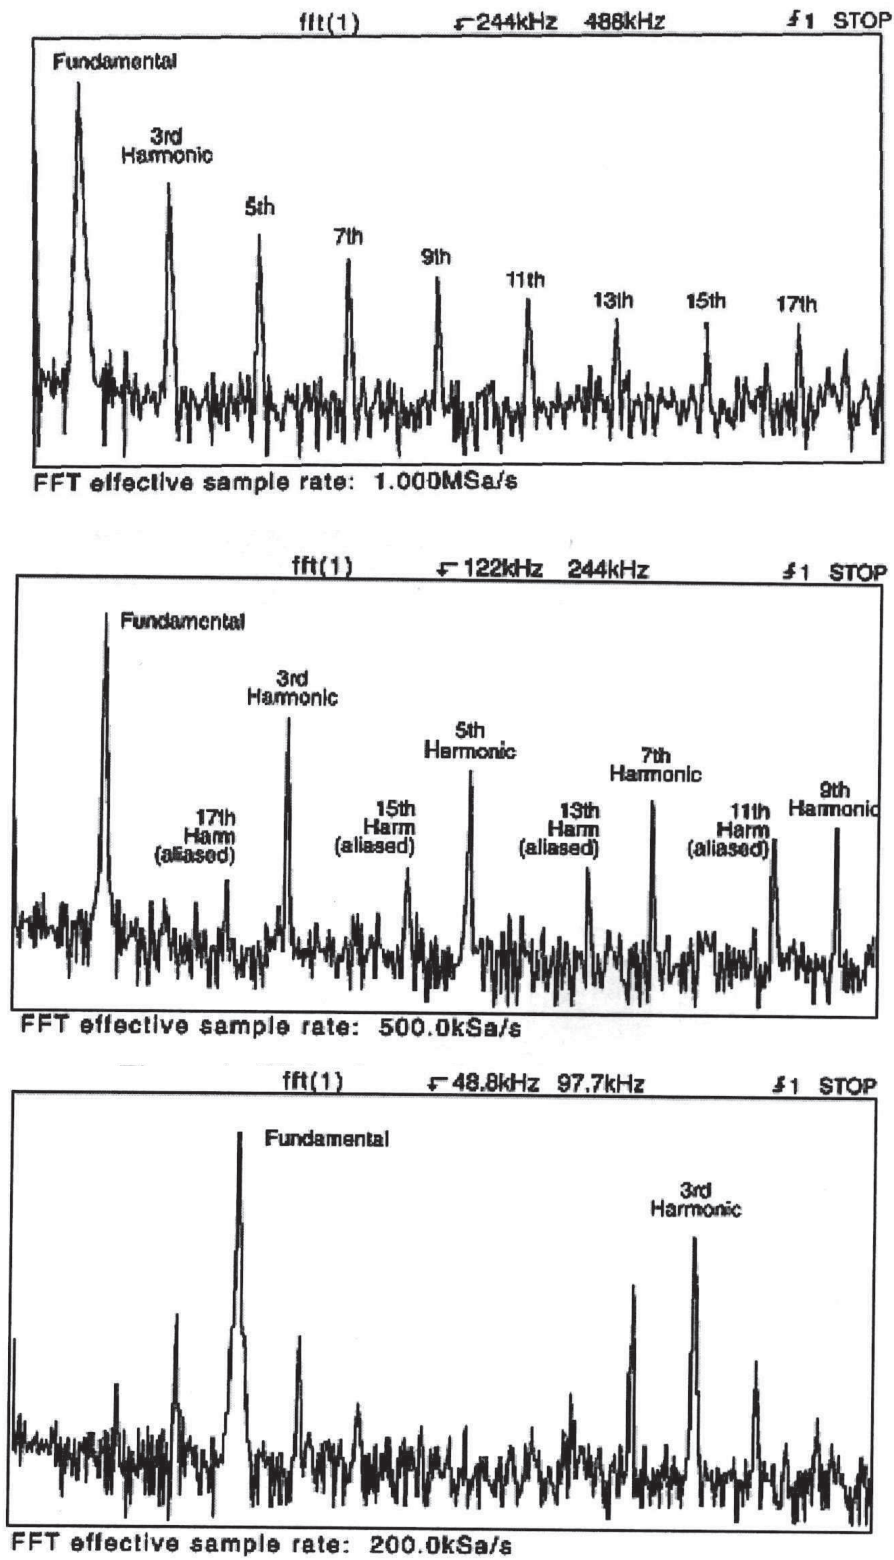 fft(1) 244kHz 488kHz 1 STOP
Fundamental
3rd
Harmonic
5th
7th
9th
11th
13th
15th
17th
FFT effective sample rate: 1.000MSa/s
fft(1) 122kHz 244kHz 1 STOP
Fundamental
17th
Harm
(aliased)
3rd
Harmonic
15th
Harm
(aliased)
5th
Harmonic
13th
Harm
(aliased)
7th
Harmonic
11th
Harm
(aliased)
9th
Harmonic
FFT effective sample rate: 500.0kSa/s
fft(1) 48.8kHz 97.7kHz 1 STOP
Fundamental
3rd
Harmonic
FFT effective sample rate: 200.0kSa/s